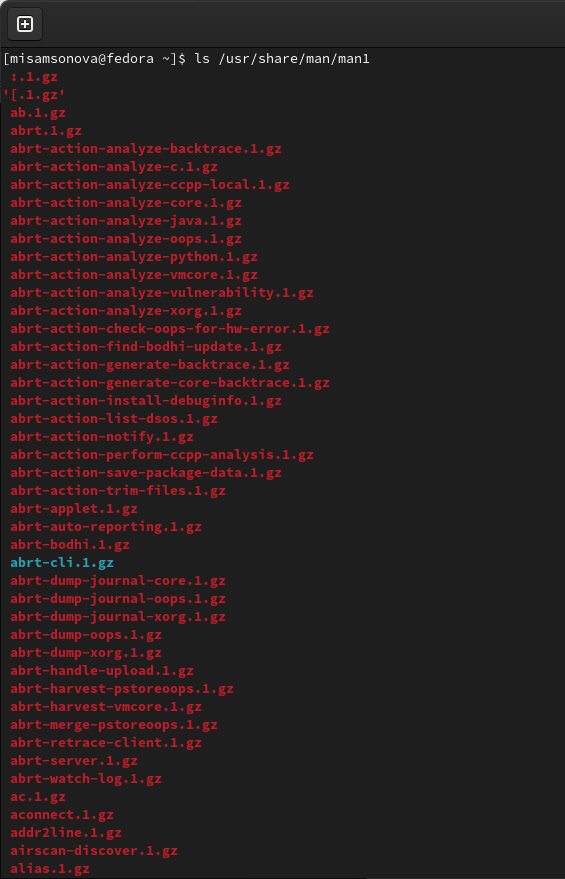 [misamsonova@fedora ~]$ ls /usr/share/man/man1
:.1.gz
'[.1.gz'
ab.1.gz
abrt.1.gz
abrt-action-analyze-backtrace.1.gz
abrt-action-analyze-c.1.gz
abrt-action-analyze-ccpp-local.1.gz
abrt-action-analyze-core.1.gz
abrt-action-analyze-java.1.gz
abrt-action-analyze-oops.1.gz
abrt-action-analyze-python.1.gz
abrt-action-analyze-vmcore.1.gz
abrt-action-analyze-vulnerability.1.gz
abrt-action-analyze-xorg.1.gz
abrt-action-check-oops-for-hw-error.1.gz
abrt-action-find-bodhi-update.1.gz
abrt-action-generate-backtrace.1.gz
abrt-action-generate-core-backtrace.1.gz
abrt-action-install-debuginfo.1.gz
abrt-action-list-dsos.1.gz
abrt-action-notify.1.gz
abrt-action-perform-ccpp-analysis.1.gz
abrt-action-save-package-data.1.gz
abrt-action-trim-files.1.gz
abrt-applet.1.gz
abrt-auto-reporting.1.gz
abrt-bodhi.1.gz
abrt-cli.1.gz
abrt-dump-journal-core.1.gz
abrt-dump-journal-oops.1.gz
abrt-dump-journal-xorg.1.gz
abrt-dump-oops.1.gz
abrt-dump-xorg.1.gz
abrt-handle-upload.1.gz
abrt-harvest-pstoreoops.1.gz
abrt-harvest-vmcore.1.gz
abrt-merge-pstoreoops.1.gz
abrt-retrace-client.1.gz
abrt-server.1.gz
abrt-watch-log.1.gz
ac.1.gz
aconnect.1.gz
addr2line.1.gz
airscan-discover.1.gz
alias.1.gz